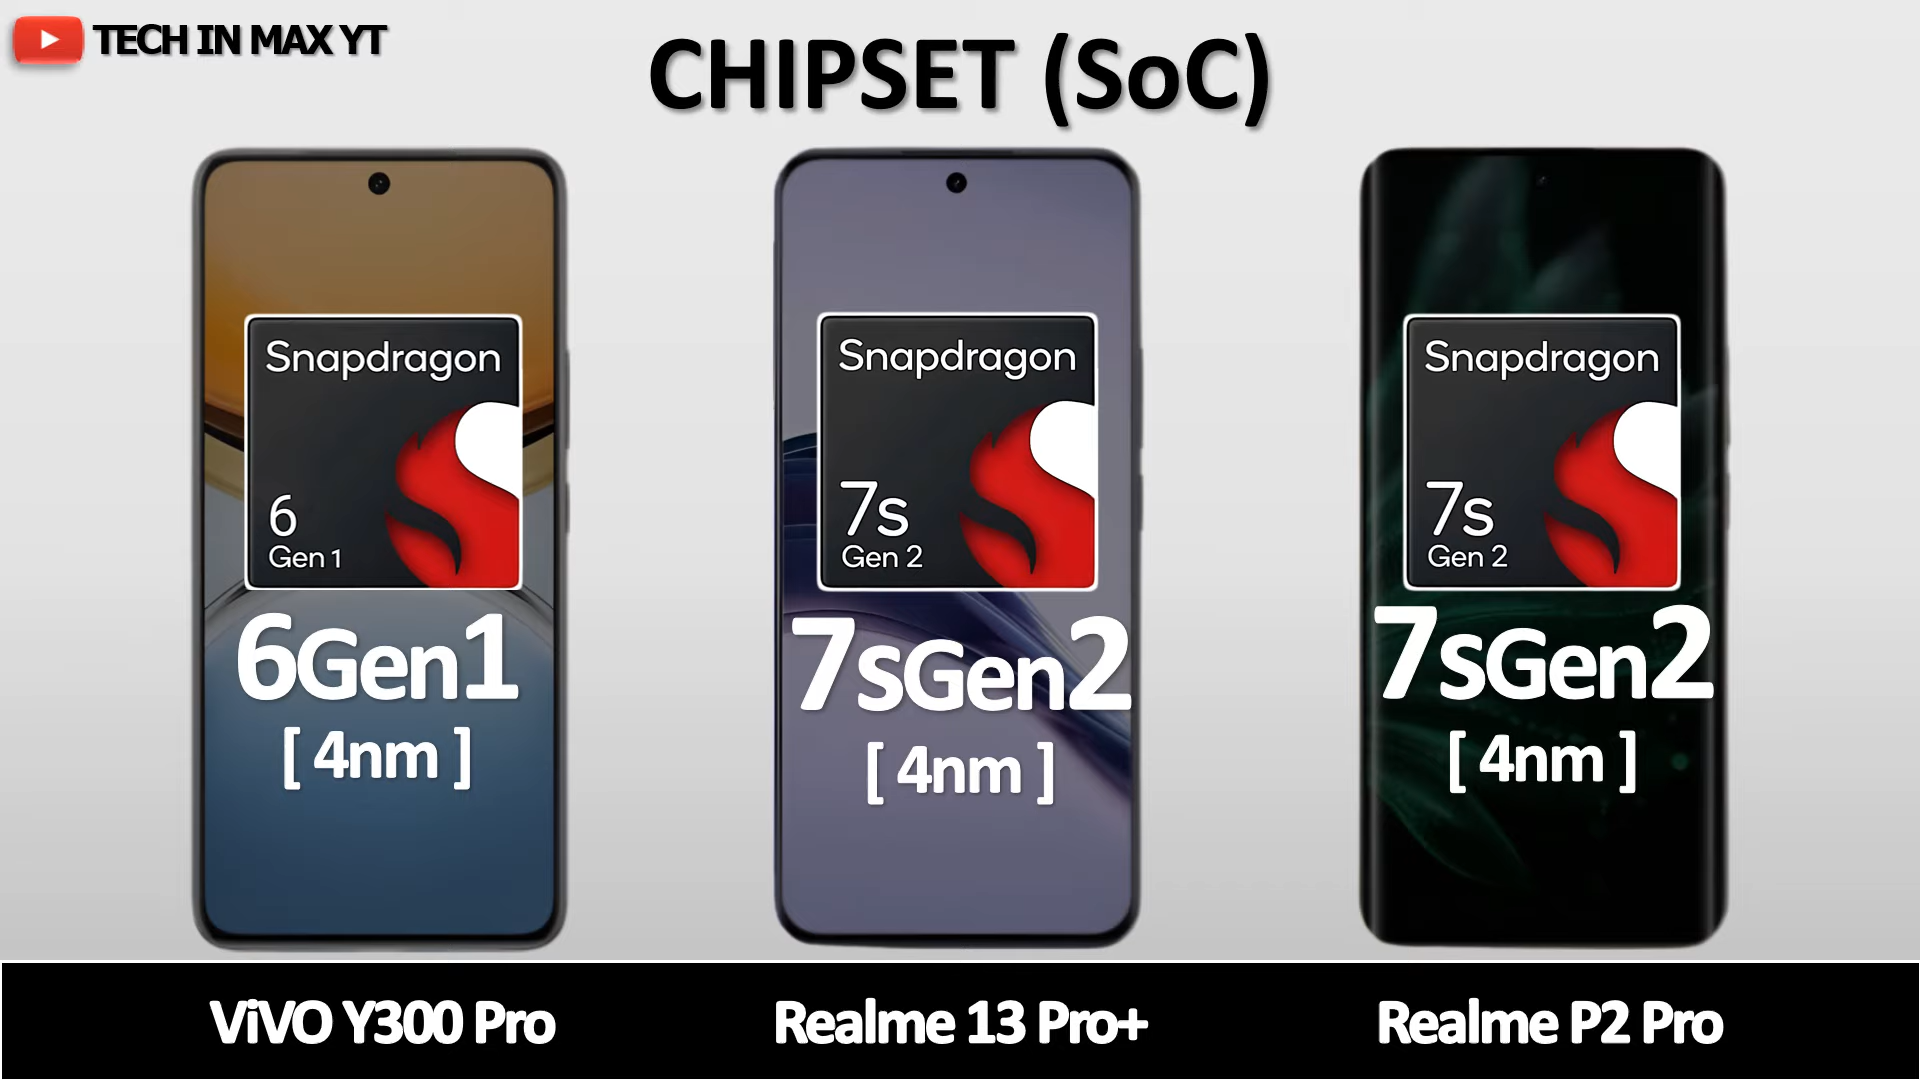 TECH IN MAX YT
CHIPSET (SoC)
Snapdragon
6
Gen 1
6Gen1
[ 4nm ]
ViVO Y300 Pro
Snapdragon
7s
Gen 2
7sGen2
[ 4nm ]
Realme 13 Pro+
Snapdragon
7s
Gen 2
7sGen2
[ 4nm ]
Realme P2 Pro